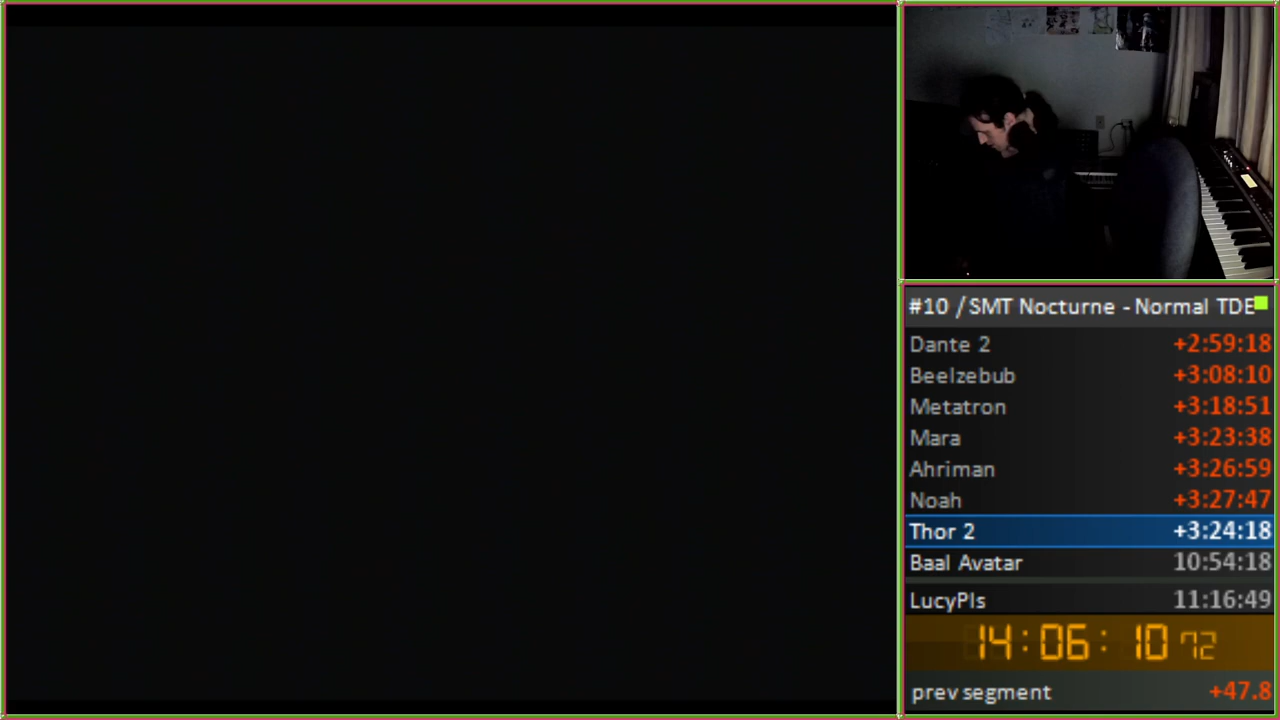 #10 / SMT Nocturne - Normal TDE
Dante 2 +2:59:18
Beelzebub +3:08:10
Metatron +3:18:51
Mara +3:23:38
Ahriman +3:26:59
Noah +3:27:47
Thor 2 +3:24:18
Baal Avatar 10:54:18
LucyPls 11:16:49
14:06:10 72
prev segment +47.8